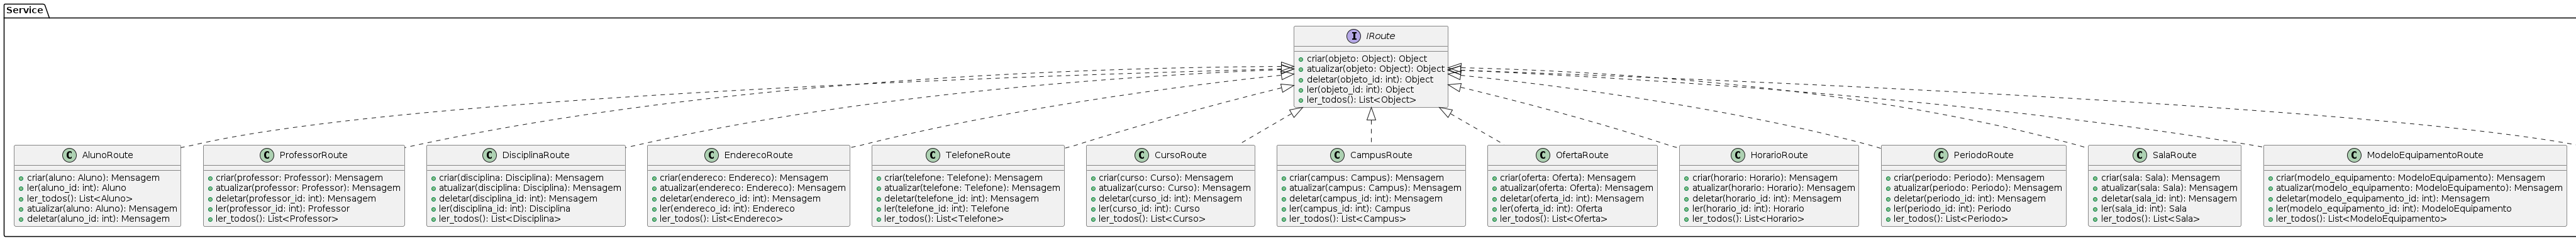 Service
IRoute
criar(objeto: Object): Object
atualizar(objeto: Object): Object
deletar(objeto_id: int): Object
ler(objeto_id: int): Object
ler_todos(): List<Object>
AlunoRoute
criar(aluno: Aluno): Mensagem
ler(aluno_id: int): Aluno
ler_todos(): List<Aluno>
atualizar(aluno: Aluno): Mensagem
deletar(aluno_id: int): Mensagem
ProfessorRoute
criar(professor: Professor): Mensagem
atualizar(professor: Professor): Mensagem
deletar(professor_id: int): Mensagem
ler(professor_id: int): Professor
ler_todos(): List<Professor>
DisciplinaRoute
criar(disciplina: Disciplina): Mensagem
atualizar(disciplina: Disciplina): Mensagem
deletar(disciplina_id: int): Mensagem
ler(disciplina_id: int): Disciplina
ler_todos(): List<Disciplina>
EnderecoRoute
criar(endereco: Endereco): Mensagem
atualizar(endereco: Endereco): Mensagem
deletar(endereco_id: int): Mensagem
ler(endereco_id: int): Endereco
ler_todos(): List<Endereco>
TelefoneRoute
criar(telefone: Telefone): Mensagem
atualizar(telefone: Telefone): Mensagem
deletar(telefone_id: int): Mensagem
ler(telefone_id: int): Telefone
ler_todos(): List<Telefone>
CursoRoute
criar(curso: Curso): Mensagem
atualizar(curso: Curso): Mensagem
deletar(curso_id: int): Mensagem
ler(curso_id: int): Curso
ler_todos(): List<Curso>
CampusRoute
criar(campus: Campus): Mensagem
atualizar(campus: Campus): Mensagem
deletar(campus_id: int): Mensagem
ler(campus_id: int): Campus
ler_todos(): List<Campus>
OfertaRoute
criar(oferta: Oferta): Mensagem
atualizar(oferta: Oferta): Mensagem
deletar(oferta_id: int): Mensagem
ler(oferta_id: int): Oferta
ler_todos(): List<Oferta>
HorarioRoute
criar(horario: Horario): Mensagem
atualizar(horario: Horario): Mensagem
deletar(horario_id: int): Mensagem
ler(horario_id: int): Horario
ler_todos(): List<Horario>
PeriodoRoute
criar(periodo: Periodo): Mensagem
atualizar(periodo: Periodo): Mensagem
deletar(periodo_id: int): Mensagem
ler(periodo_id: int): Periodo
ler_todos(): List<Periodo>
SalaRoute
criar(sala: Sala): Mensagem
atualizar(sala: Sala): Mensagem
deletar(sala_id: int): Mensagem
ler(sala_id: int): Sala
ler_todos(): List<Sala>
ModeloEquipamentoRoute
criar(modelo_equipamento: ModeloEquipamento): Mensagem
atualizar(modelo_equipamento: ModeloEquipamento): Mensagem
deletar(modelo_equipamento_id: int): Mensagem
ler(modelo_equipamento_id: int): ModeloEquipamento
ler_todos(): List<ModeloEquipamento>